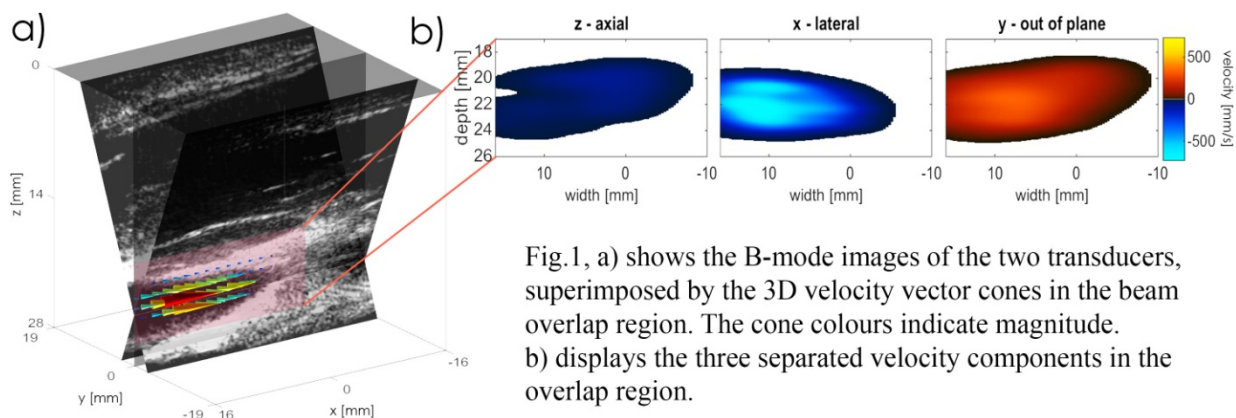 a)
0
14
28
z [mm]
19
0
-19
y [mm]
16
0
-16
x [mm]
b)
z - axial
x - lateral
y - out of plane
18
20
22
24
26
depth [mm]
10 0 -10
width [mm]
10 0 -10
width [mm]
10 0 -10
width [mm]
500
0
-500
velocity [mm/s]
Fig.1, a) shows the B-mode images of the two transducers,
superimposed by the 3D velocity vector cones in the beam
overlap region. The cone colours indicate magnitude.
b) displays the three separated velocity components in the
overlap region.